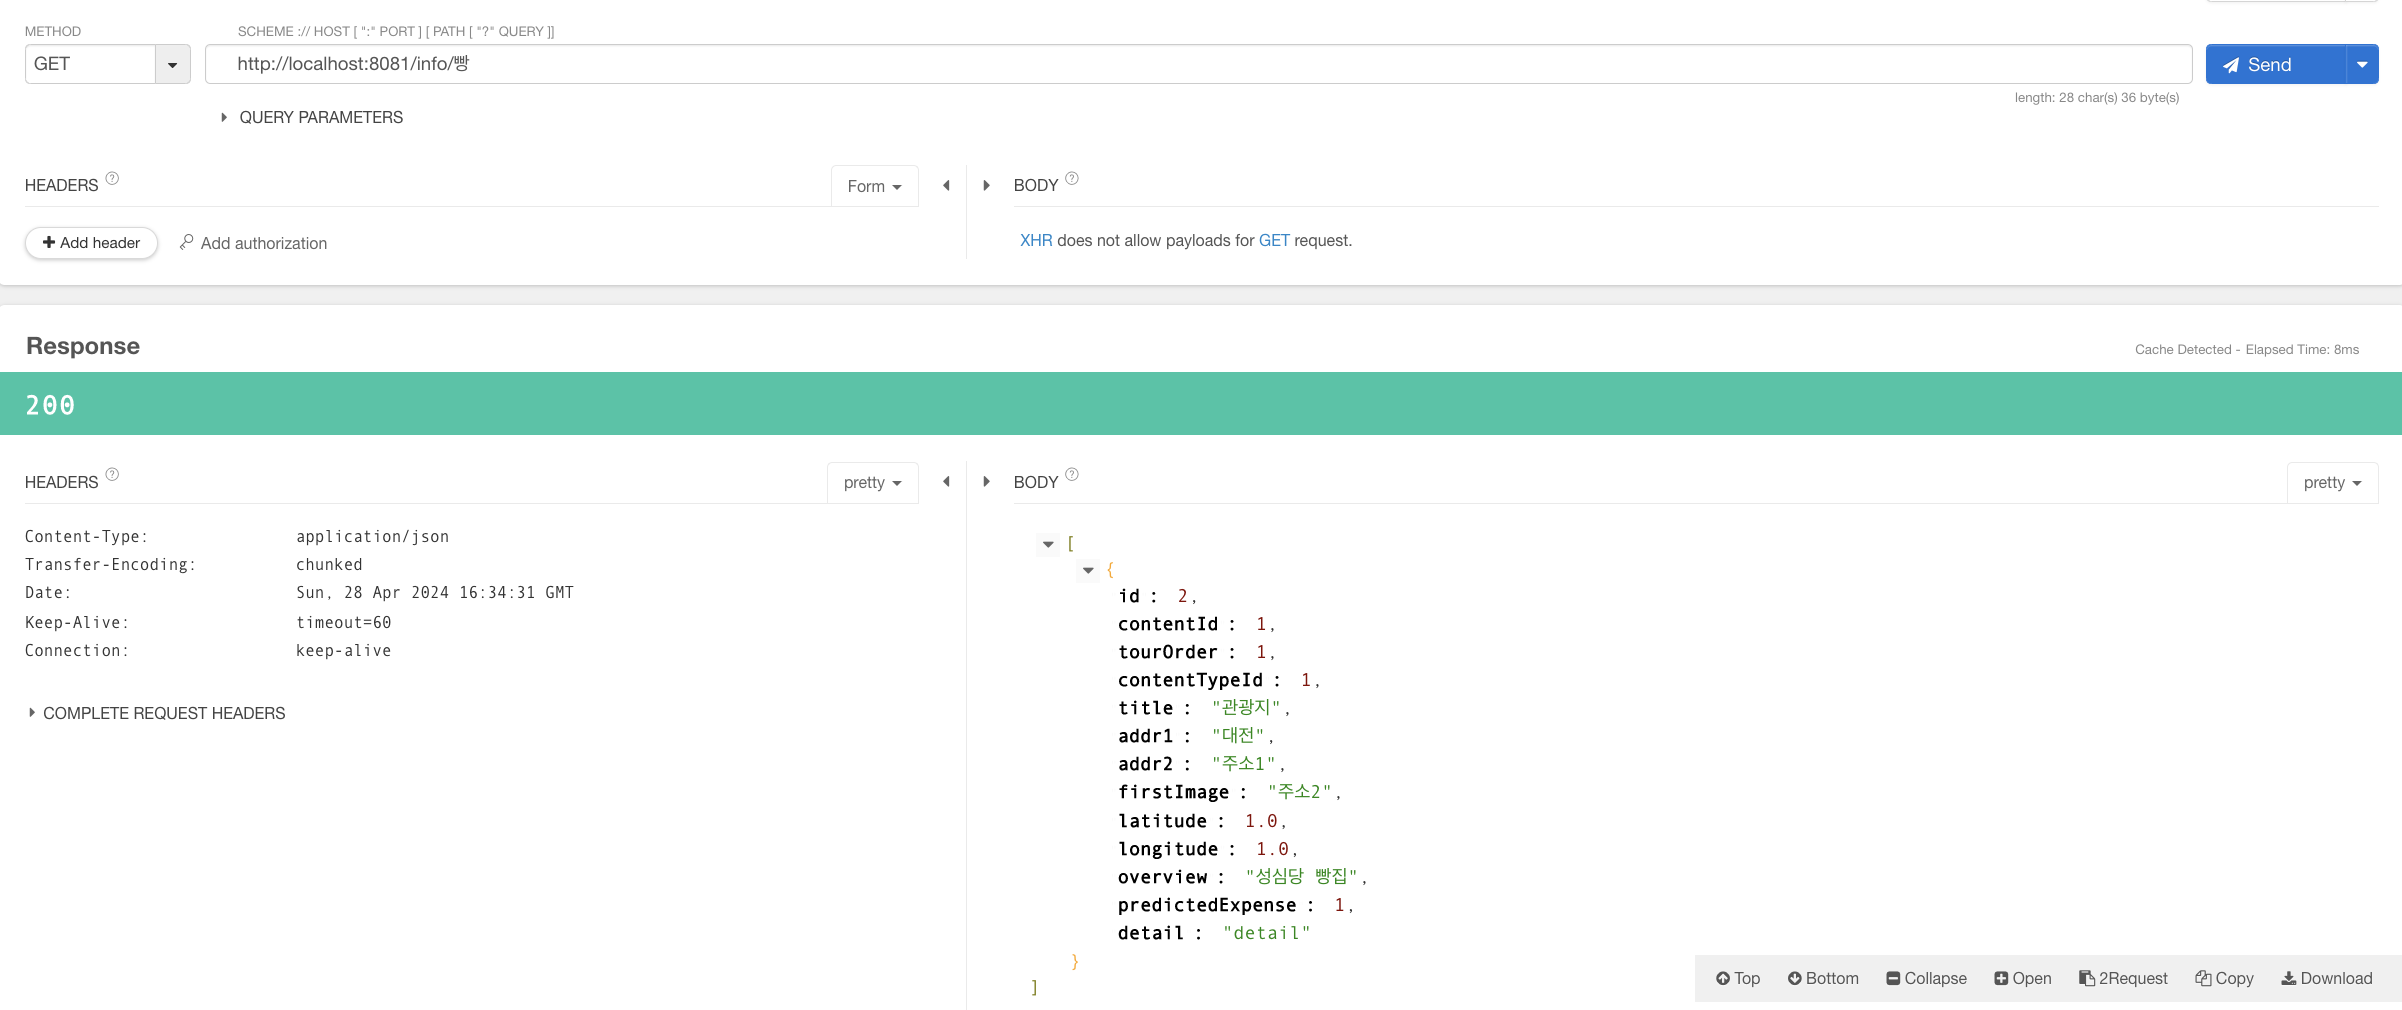 METHOD
SCHEME :// HOST [ ":" PORT ] [ PATH [ "?" QUERY ]]
GET
http://localhost:8081/info/빵
Send
length: 28 char(s) 36 byte(s)
QUERY PARAMETERS
HEADERS ?
Form
BODY ?
Add header
Add authorization
XHR does not allow payloads for GET request.
Response
Cache Detected - Elapsed Time: 8ms
200
HEADERS ?
pretty
BODY ?
pretty
Content-Type: application/json
Transfer-Encoding: chunked
Date: Sun, 28 Apr 2024 16:34:31 GMT
Keep-Alive: timeout=60
Connection: keep-alive
COMPLETE REQUEST HEADERS
[
{
id : 2,
contentId : 1,
tourOrder : 1,
contentTypeId : 1,
title : "관광지",
addr1 : "대전",
addr2 : "주소1",
firstImage : "주소2",
latitude : 1.0,
longitude : 1.0,
overview : "성심당 빵집",
predictedExpense : 1,
detail : "detail"
}
]
Top Bottom Collapse Open 2Request Copy Download